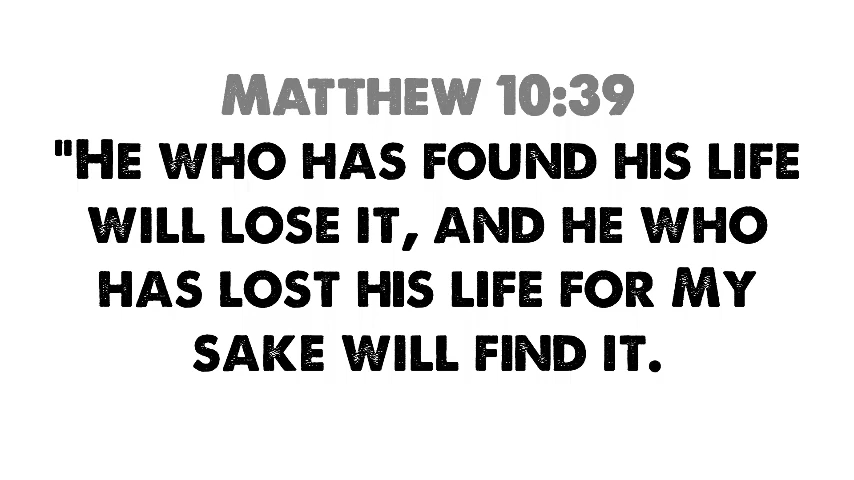 Matthew 10:39
"He who has found his life
will lose it, and he who
has lost his life for My
sake will find it.